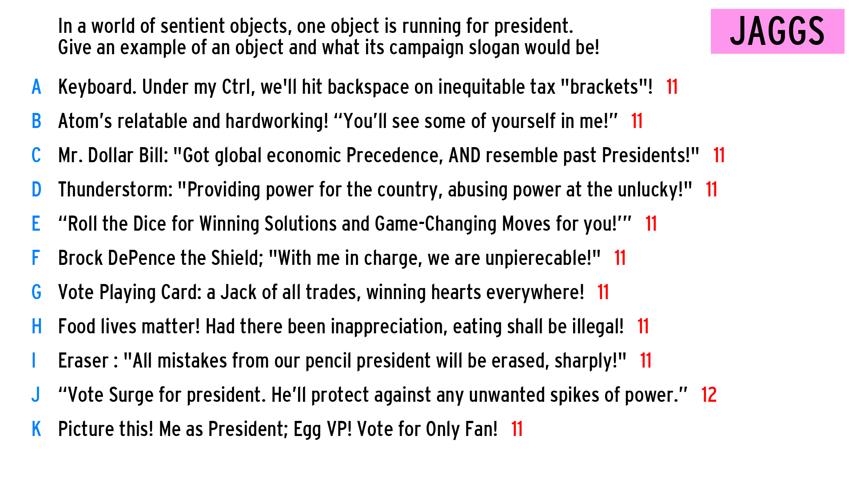 In a world of sentient objects, one object is running for president.
Give an example of an object and what its campaign slogan would be!
JAGGS
A Keyboard. Under my Ctrl, we'll hit backspace on inequitable tax "brackets"! 11
B Atom's relatable and hardworking! “You'll see some of yourself in me!” 11
C Mr. Dollar Bill: "Got global economic Precedence, AND resemble past Presidents!" 11
D Thunderstorm: "Providing power for the country, abusing power at the unlucky!" 11
E “Roll the Dice for Winning Solutions and Game-Changing Moves for you!’” 11
F Brock DePence the Shield; "With me in charge, we are unpierecable!" 11
G Vote Playing Card: a Jack of all trades, winning hearts everywhere! 11
H Food lives matter! Had there been inappreciation, eating shall be illegal! 11
I Eraser : "All mistakes from our pencil president will be erased, sharply!" 11
J “Vote Surge for president. He’ll protect against any unwanted spikes of power.” 12
K Picture this! Me as President; Egg VP! Vote for Only Fan! 11